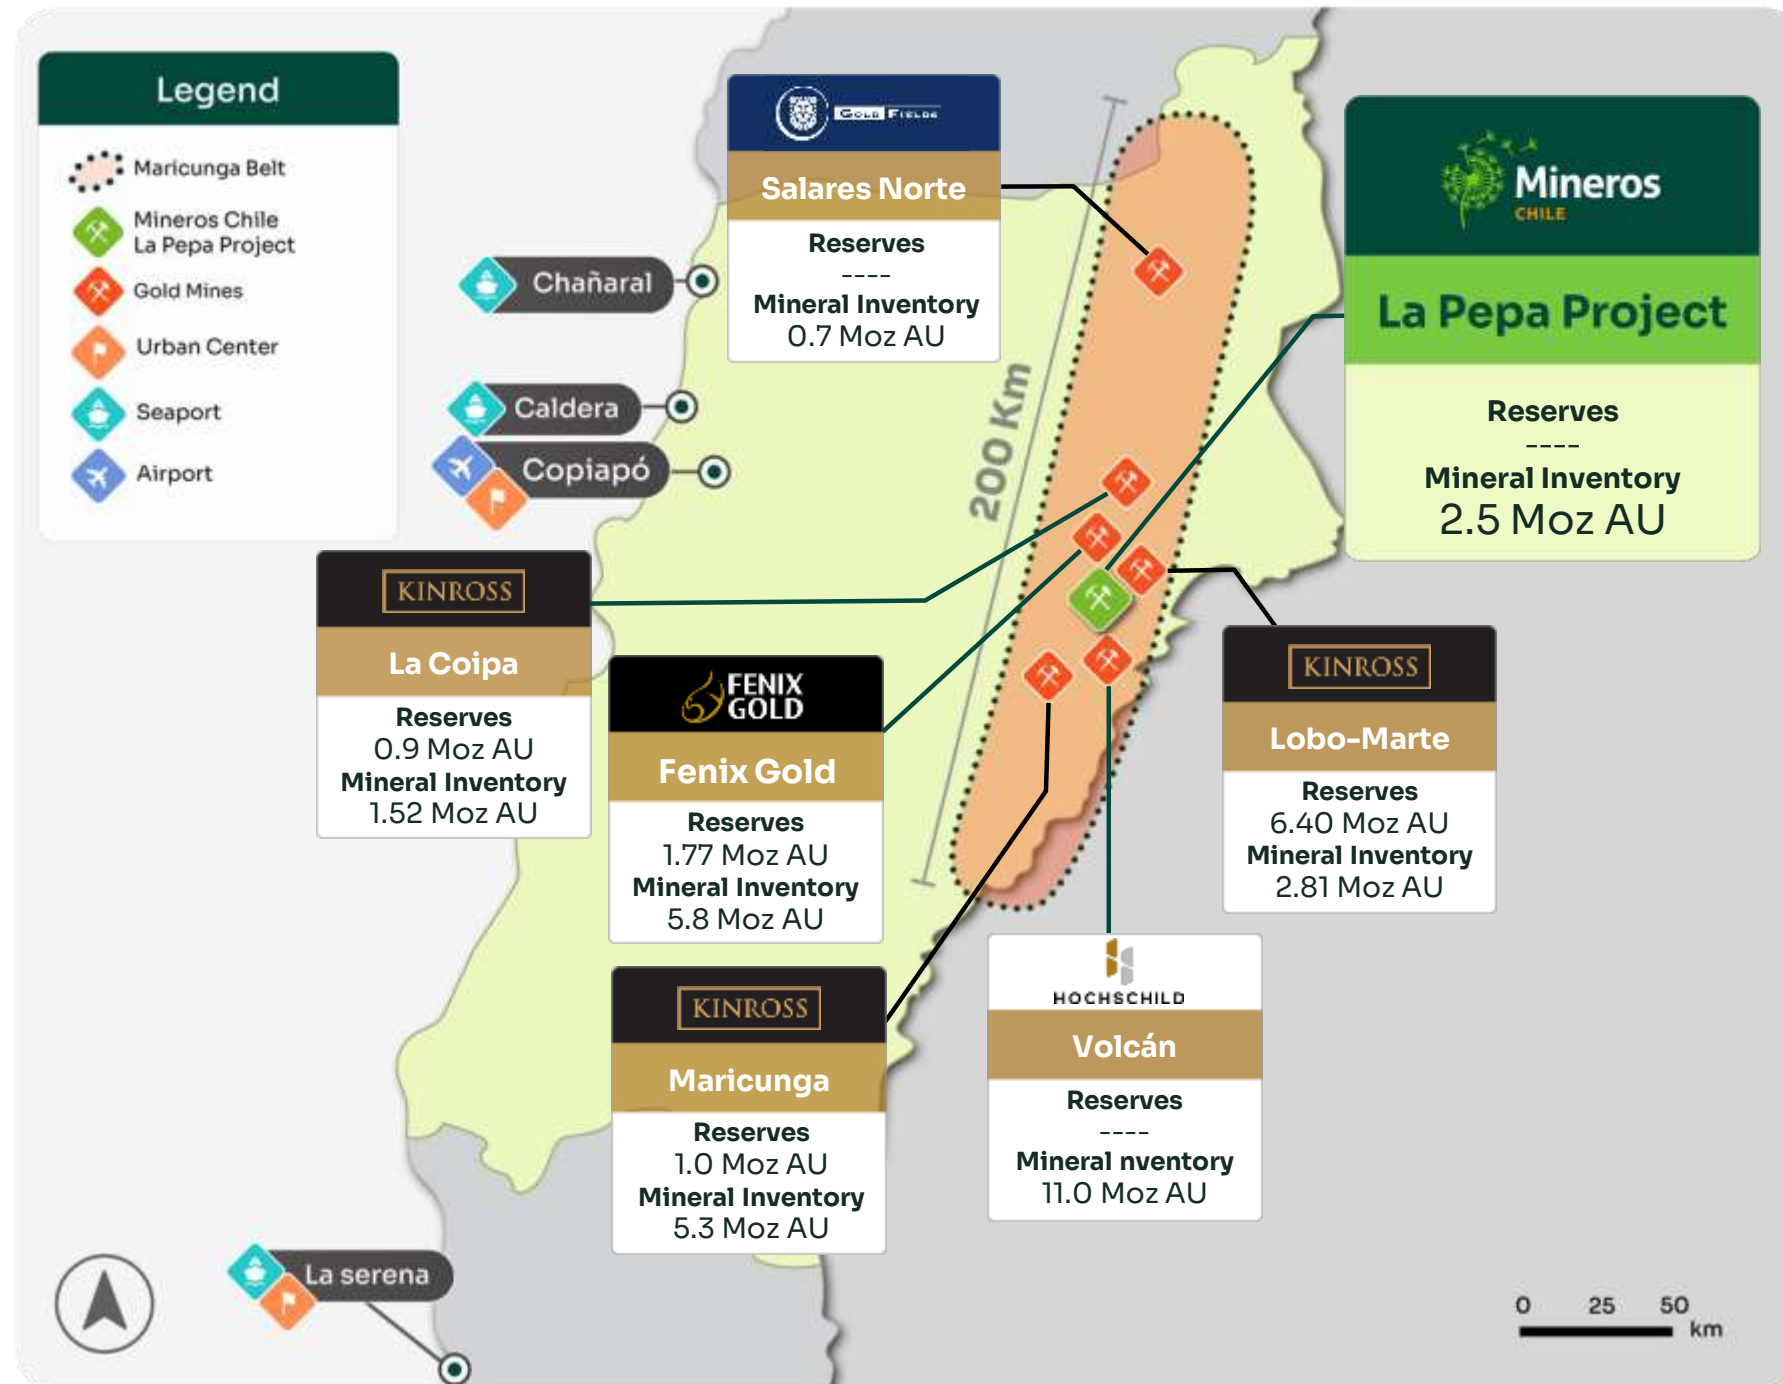 Legend
Maricunga Belt
Mineros Chile
La Pepa Project
Gold Mines
Urban Center
Seaport
Airport
GOLD FIELDS
Salares Norte
Reserves
----
Mineral Inventory
0.7 Moz AU
Mineros
CHILE
La Pepa Project
Reserves
----
Mineral Inventory
2.5 Moz AU
Chañaral
Caldera
Copiapó
200 Km
KINROSS
La Coipa
Reserves
0.9 Moz AU
Mineral Inventory
1.52 Moz AU
FENIX
GOLD
Fenix Gold
Reserves
1.77 Moz AU
Mineral Inventory
5.8 Moz AU
KINROSS
Lobo-Marte
Reserves
6.40 Moz AU
Mineral Inventory
2.81 Moz AU
KINROSS
Maricunga
Reserves
1.0 Moz AU
Mineral Inventory
5.3 Moz AU
HOCHSCHILD
Volcán
Reserves
----
Mineral nventory
11.0 Moz AU
La serena
0 25 50
km